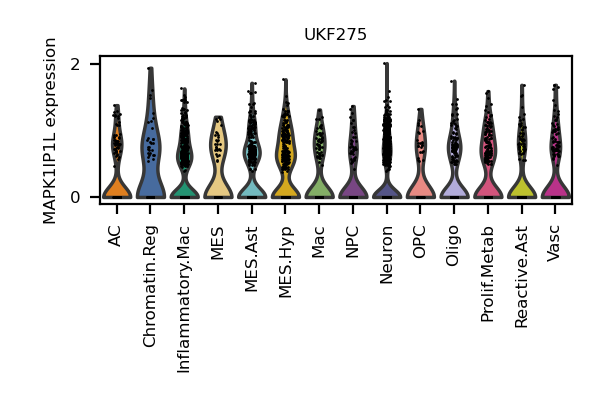 UKF275
MAPK1IP1L expression
2
0
AC
Chromatin.Reg
Inflammatory.Mac
MES
MES.Ast
MES.Hyp
Mac
NPC
Neuron
OPC
Oligo
Prolif.Metab
Reactive.Ast
Vasc